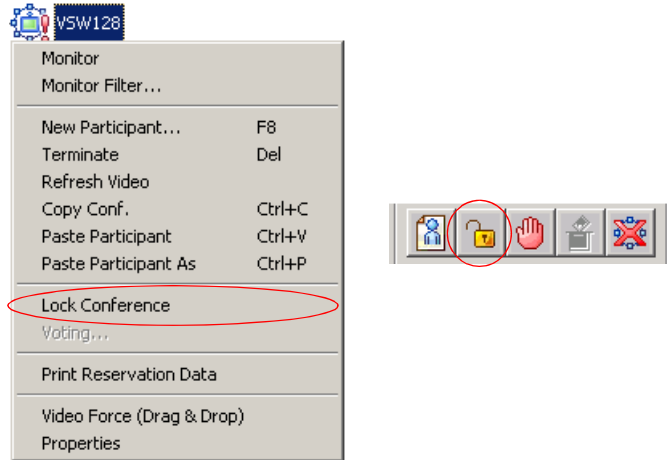 VSW128
Monitor
Monitor Filter...
New Participant... F8
Terminate Del
Refresh Video
Copy Conf. Ctrl+C
Paste Participant Ctrl+V
Paste Participant As Ctrl+P
Lock Conference
Voting...
Print Reservation Data
Video Force (Drag & Drop)
Properties